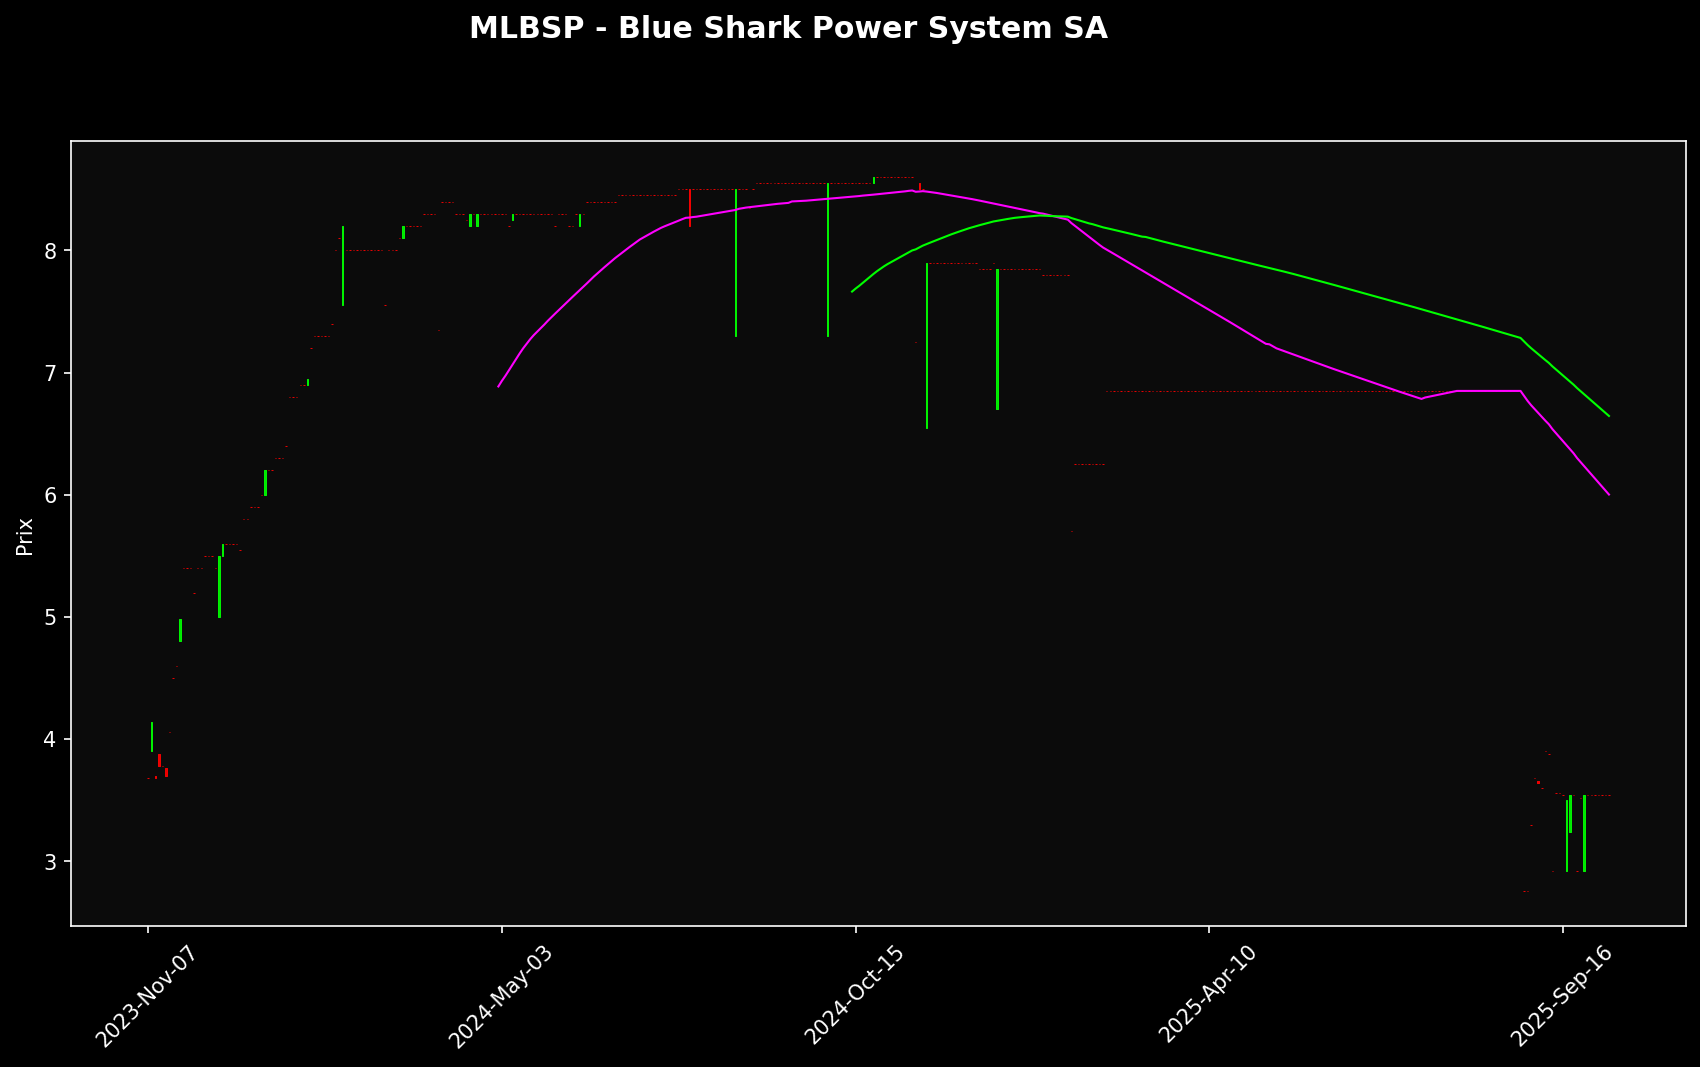 MLBSP - Blue Shark Power System SA
Prix
8
7
6
5
4
3
2023-Nov-07
2024-May-03
2024-Oct-15
2025-Apr-10
2025-Sep-16